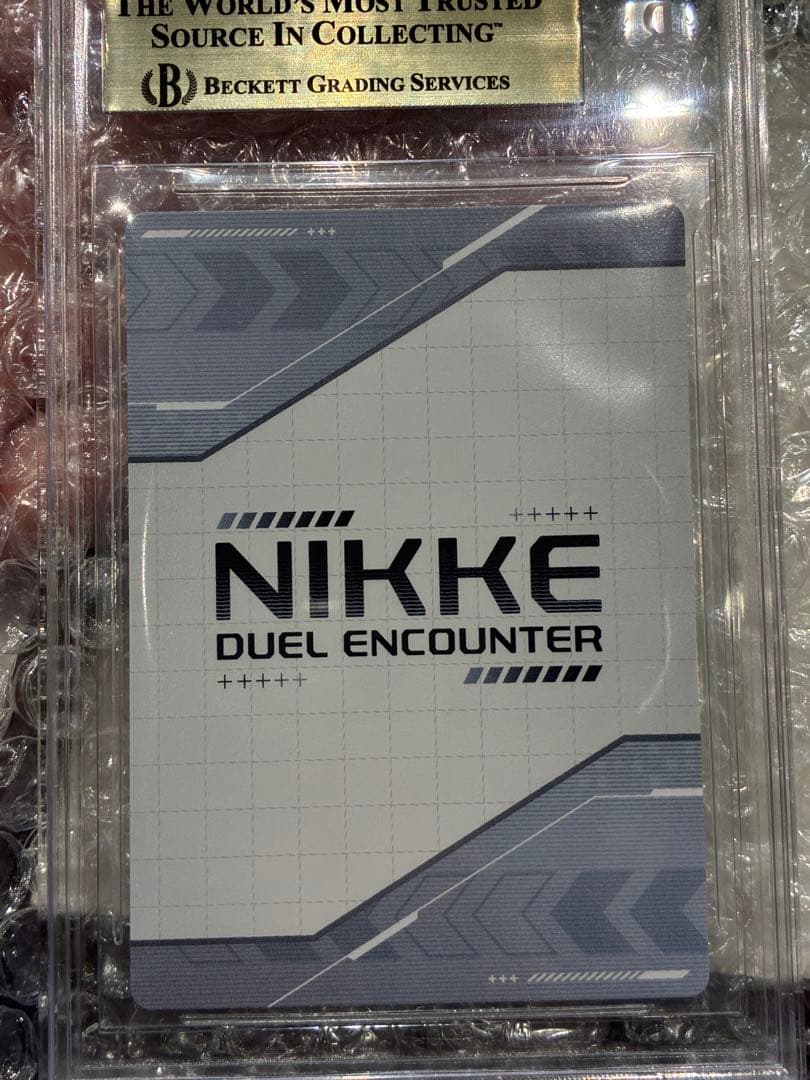 THE WORLD'S MOST TRUSTED
SOURCE IN COLLECTING™
B BECKETT GRADING SERVICES
+++
+++++
NIKKE
DUEL ENCOUNTER
+++++
+++